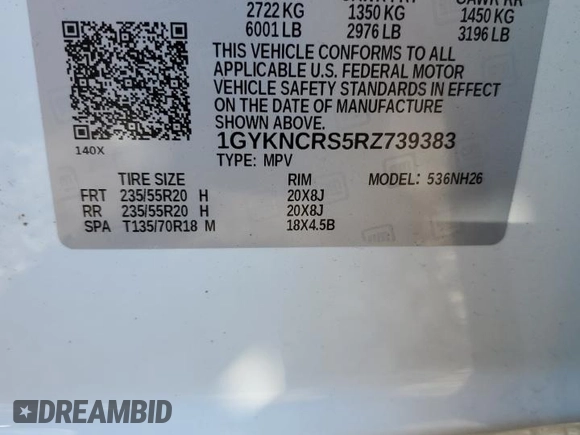 2722 KG 1350 KG 1450 KG
6001 LB 2976 LB 3196 LB
THIS VEHICLE CONFORMS TO ALL
APPLICABLE U.S. FEDERAL MOTOR
VEHICLE SAFETY STANDARDS IN EFFECT
ON THE DATE OF MANUFACTURE
SHOWN ABOVE.
140X
1GYKNCRS5RZ739383
TYPE: MPV
TIRE SIZE RIM MODEL: 536NH26
FRT 235/55R20 H 20X8J
RR 235/55R20 H 20X8J
SPA T135/70R18 M 18X4.5B
DREAMBID